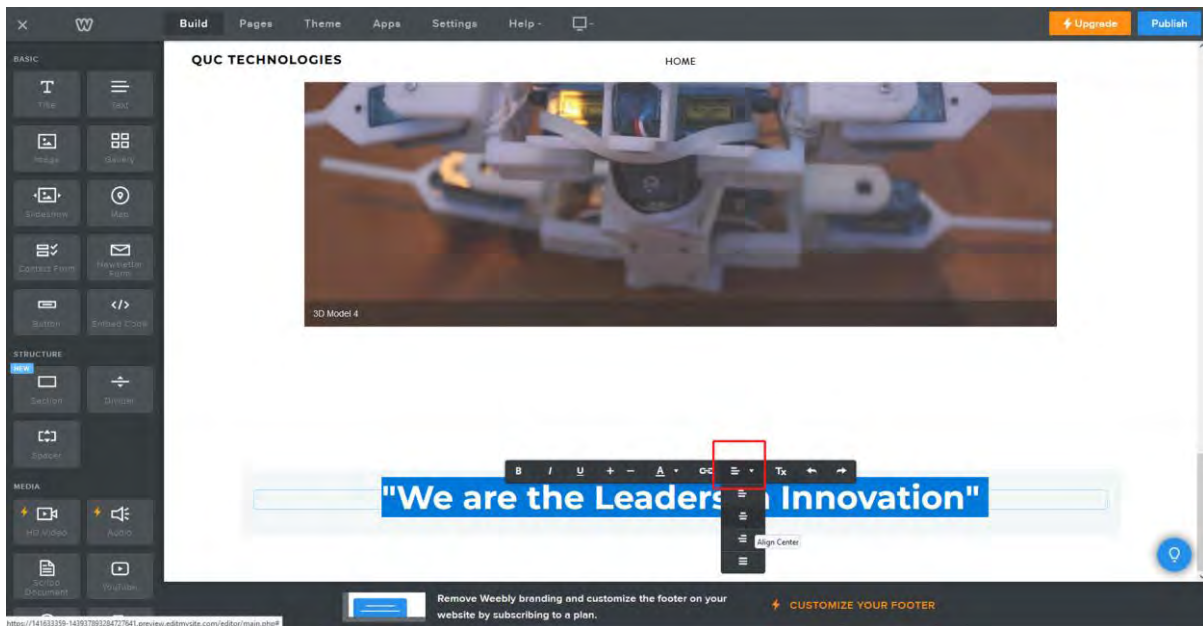 Build Pages Theme Apps Settings Help
Upgrade Publish
BASIC
QUC TECHNOLOGIES HOME
Title Text
Image Gallery
Slideshow Map
Contact Form Newsletter Form
Button Embed Code
3D Model 4
STRUCTURE
NEW
Section Divider
Spacer
B I U + - A Tx
MEDIA
"We are the Leaders Innovation"
HD Video Audio
Align Center
Scribd Document YouTube
Remove Weebly branding and customize the footer on your
website by subscribing to a plan.
CUSTOMIZE YOUR FOOTER